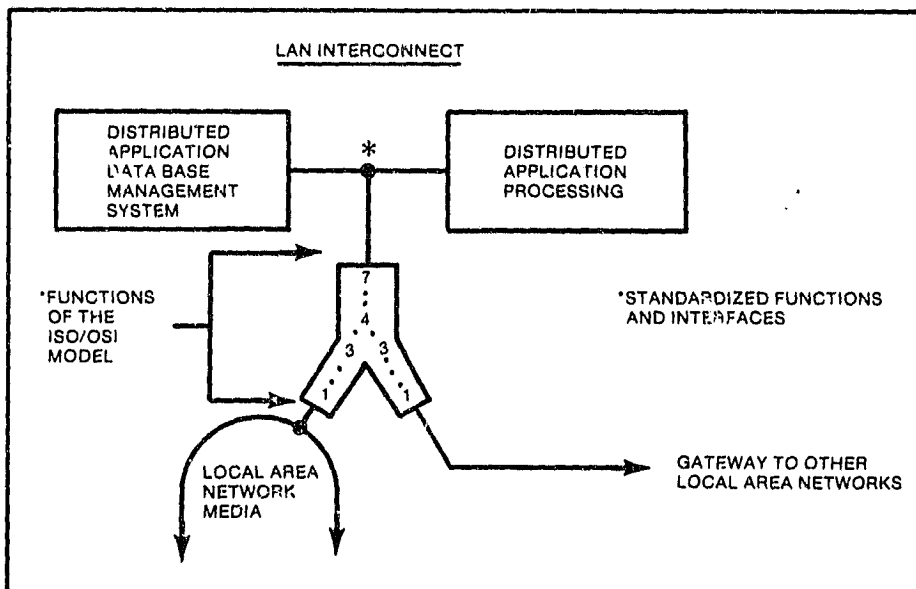 LAN INTERCONNECT
DISTRIBUTED
APPLICATION
DATA BASE
MANAGEMENT
SYSTEM
*
DISTRIBUTED
APPLICATION
PROCESSING
*FUNCTIONS
OF THE
ISO/OSI
MODEL
7
4
3 3
1 1
*STANDARDIZED FUNCTIONS
AND INTERFACES
LOCAL AREA
NETWORK
MEDIA
GATEWAY TO OTHER
LOCAL AREA NETWORKS